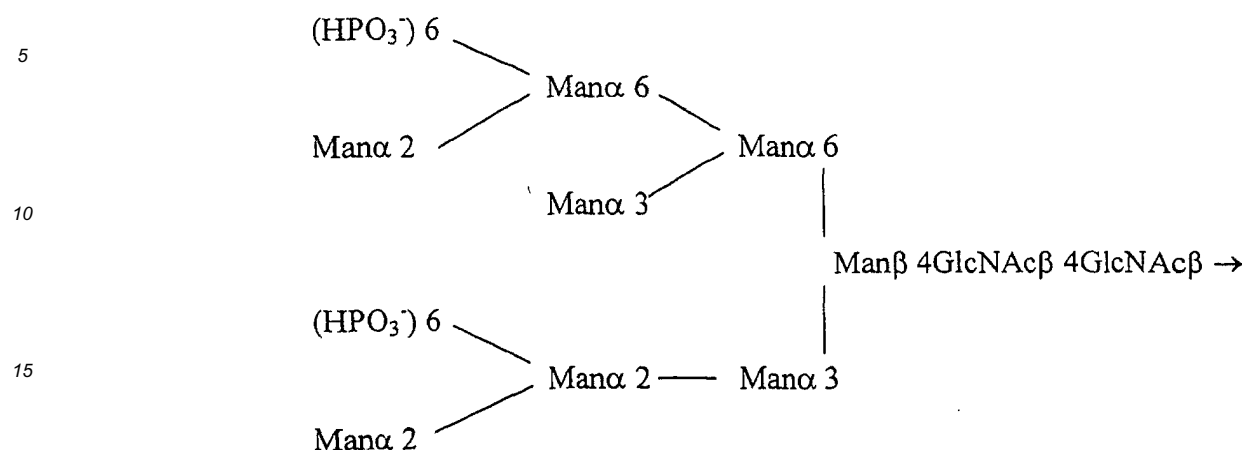 (HPO₃⁻) 6
5
Manα 6
Manα 2
Manα 6
10
Manα 3
Manβ 4GlcNAcβ 4GlcNAcβ →
(HPO₃⁻) 6
15
Manα 2
Manα 3
Manα 2